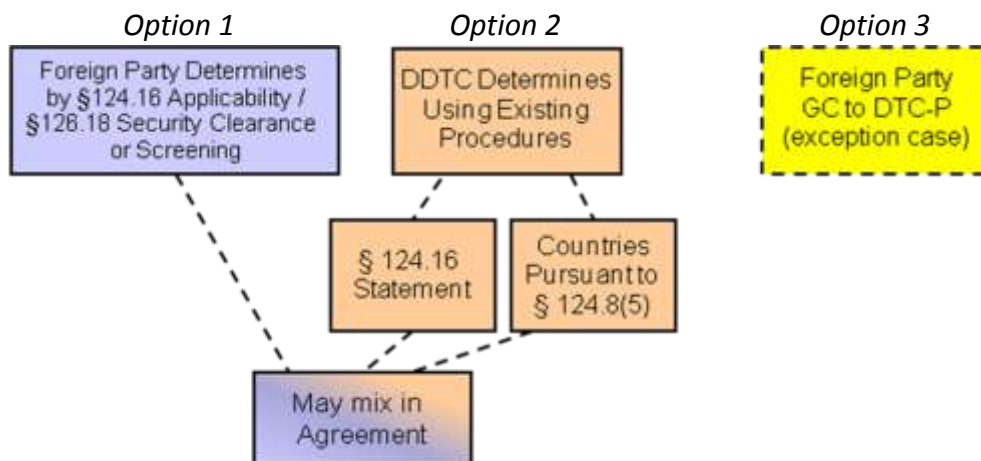 Option 1
Option 2
Option 3
Foreign Party Determines
by §124.16 Applicability /
§126.18 Security Clearance
or Screening
DDTC Determines
Using Existing
Procedures
Foreign Party
GC to DTC-P
(exception case)
§ 124.16
Statement
Countries
Pursuant to
§ 124.8(5)
May mix in
Agreement